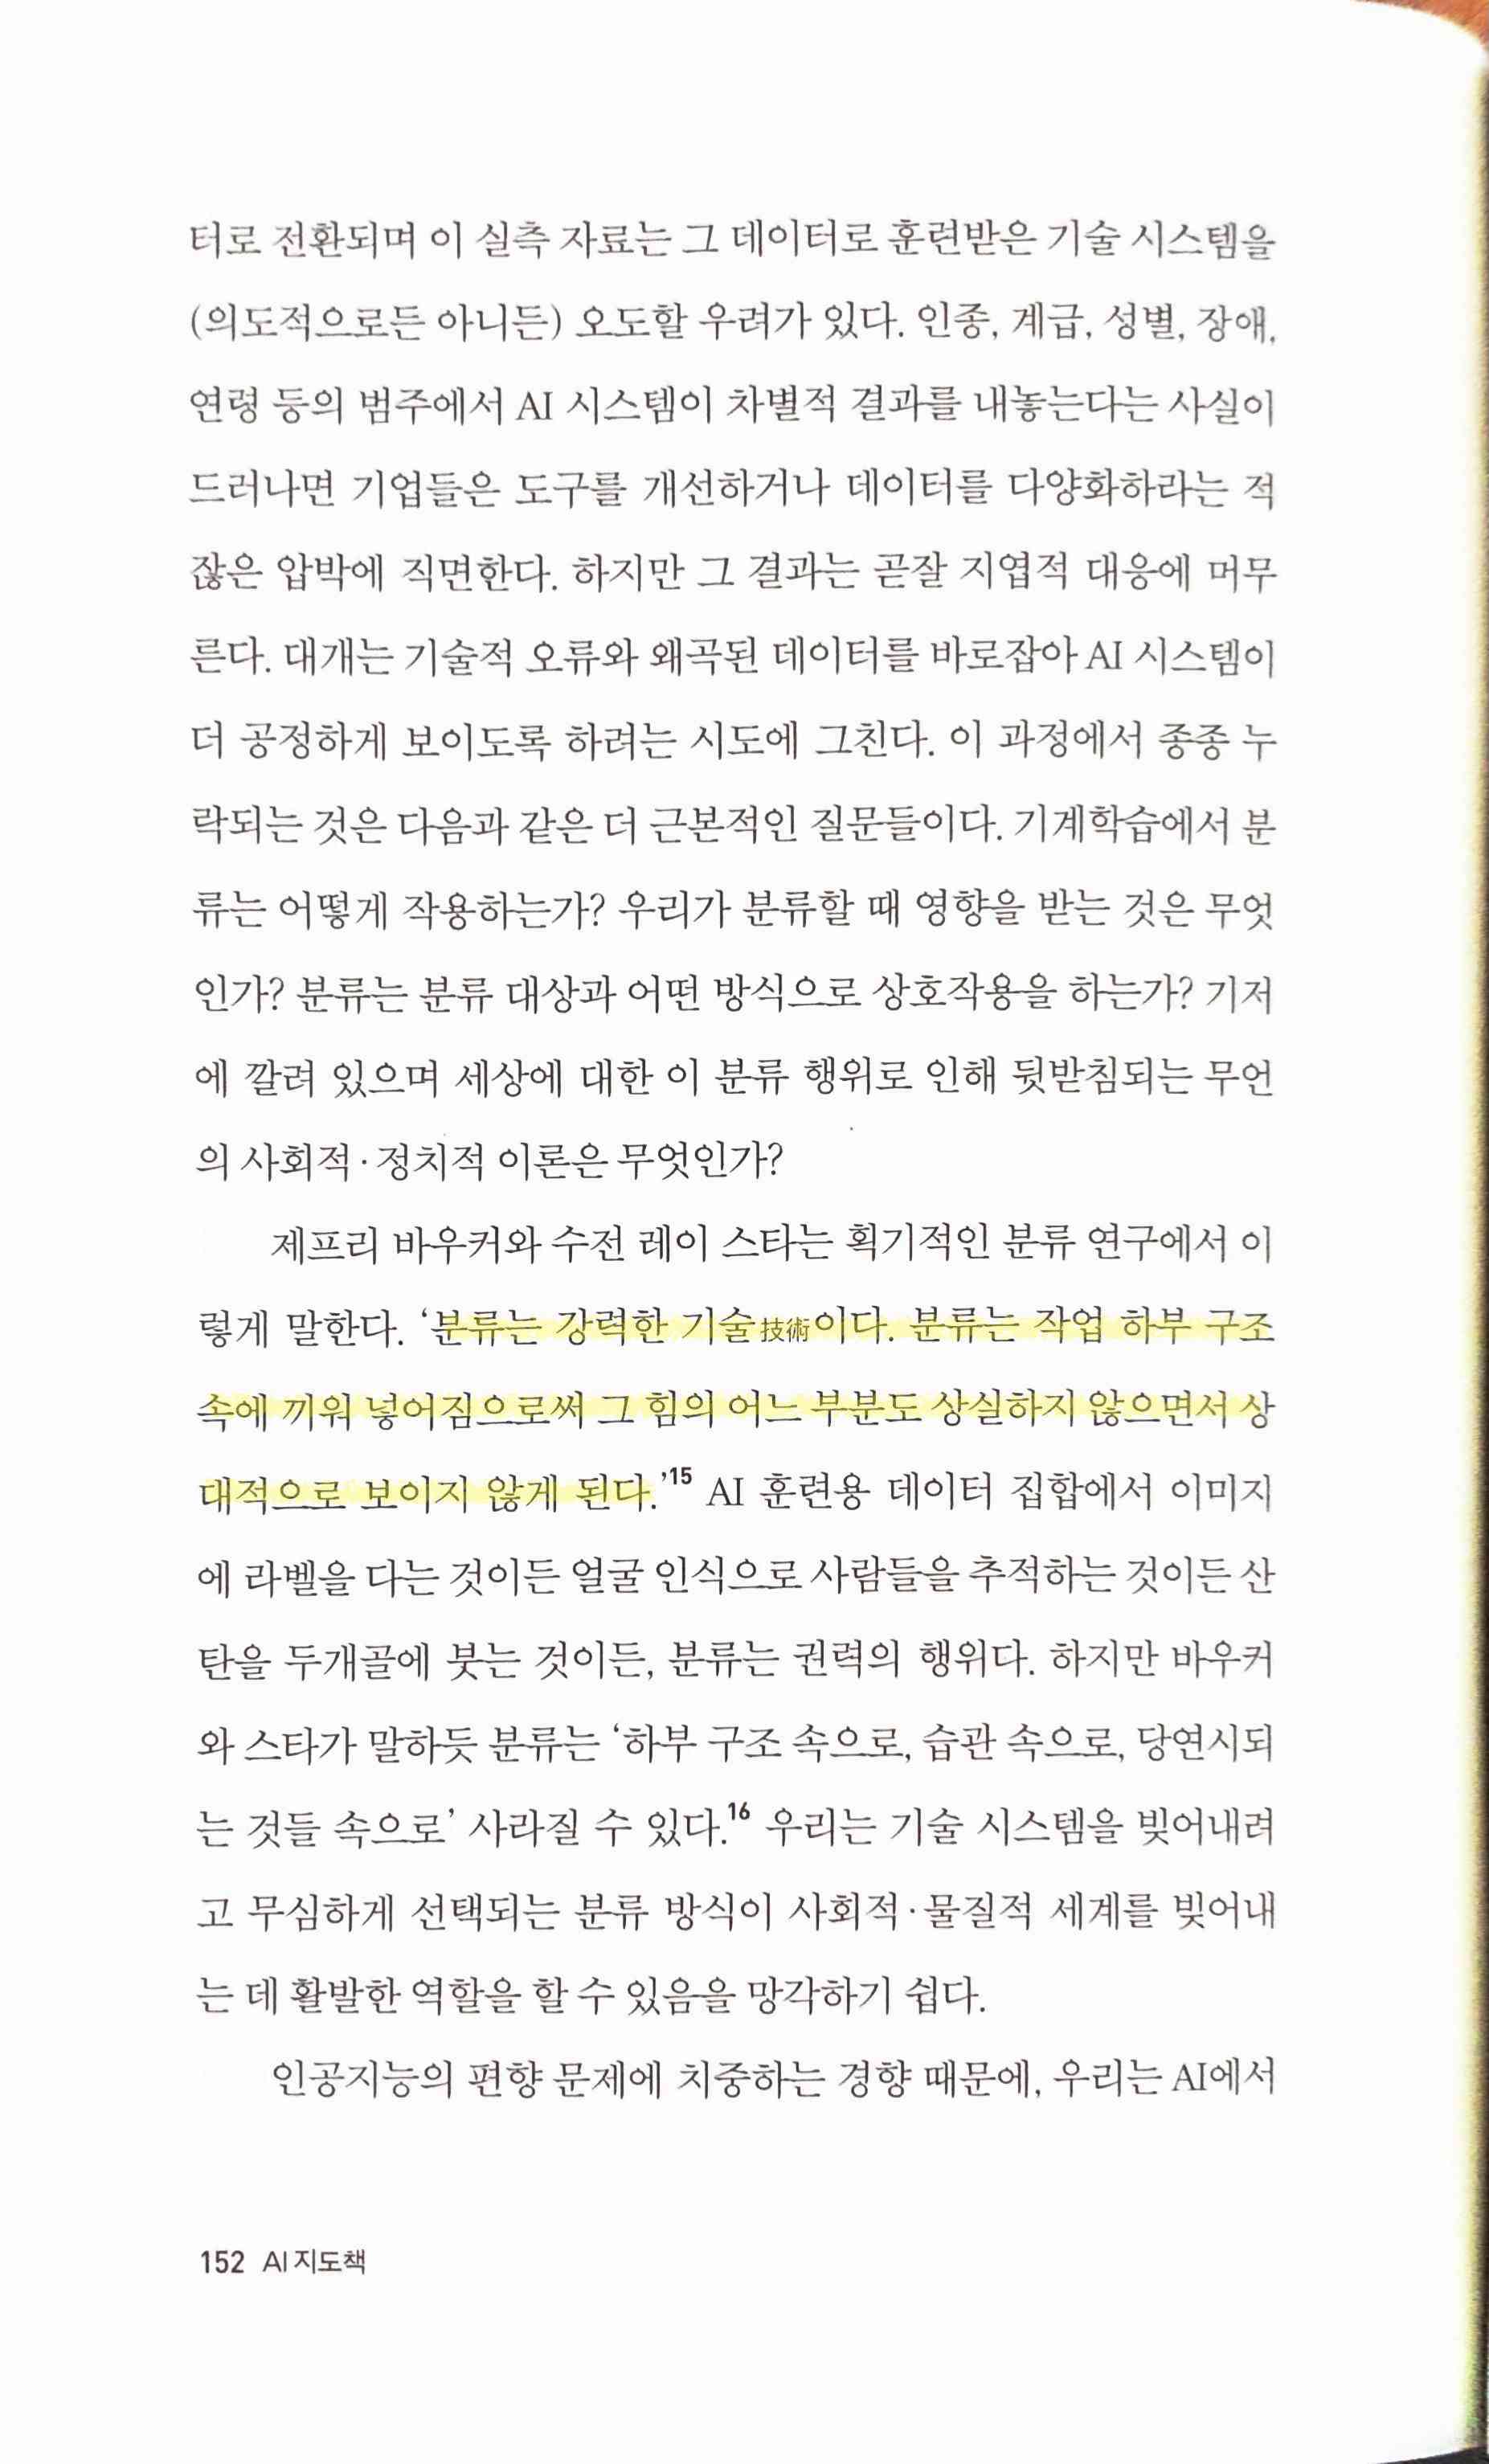 터로 전환되며 이 실측 자료는 그 데이터로 훈련받은 기술 시스템을
(의도적으로든 아니든) 오도할 우려가 있다. 인종, 계급, 성별, 장애,
연령 등의 범주에서 AI 시스템이 차별적 결과를 내놓는다는 사실이
드러나면 기업들은 도구를 개선하거나 데이터를 다양화하라는 적
잖은 압박에 직면한다. 하지만 그 결과는 곧잘 지엽적 대응에 머무
른다. 대개는 기술적 오류와 왜곡된 데이터를 바로잡아 AI 시스템이
더 공정하게 보이도록 하려는 시도에 그친다. 이 과정에서 종종 누
락되는 것은 다음과 같은 더 근본적인 질문들이다. 기계학습에서 분
류는 어떻게 작용하는가? 우리가 분류할 때 영향을 받는 것은 무엇
인가? 분류는 분류 대상과 어떤 방식으로 상호작용을 하는가? 기저
에 깔려 있으며 세상에 대한 이 분류 행위로 인해 뒷받침되는 무언
의 사회적·정치적 이론은 무엇인가?
제프리 바우커와 수전 레이 스타는 획기적인 분류 연구에서 이
렇게 말한다. ‘분류는 강력한 기술技術이다. 분류는 작업 하부 구조
속에 끼워 넣어짐으로써 그 힘의 어느 부분도 상실하지 않으면서 상
대적으로 보이지 않게 된다.’15 AI 훈련용 데이터 집합에서 이미지
에 라벨을 다는 것이든 얼굴 인식으로 사람들을 추적하는 것이든 산
탄을 두개골에 붓는 것이든, 분류는 권력의 행위다. 하지만 바우커
와 스타가 말하듯 분류는 ‘하부 구조 속으로, 습관 속으로, 당연시되
는 것들 속으로’ 사라질 수 있다.16 우리는 기술 시스템을 빚어내려
고 무심하게 선택되는 분류 방식이 사회적·물질적 세계를 빚어내
는 데 활발한 역할을 할 수 있음을 망각하기 쉽다.
인공지능의 편향 문제에 치중하는 경향 때문에, 우리는 AI에서
152 AI 지도책